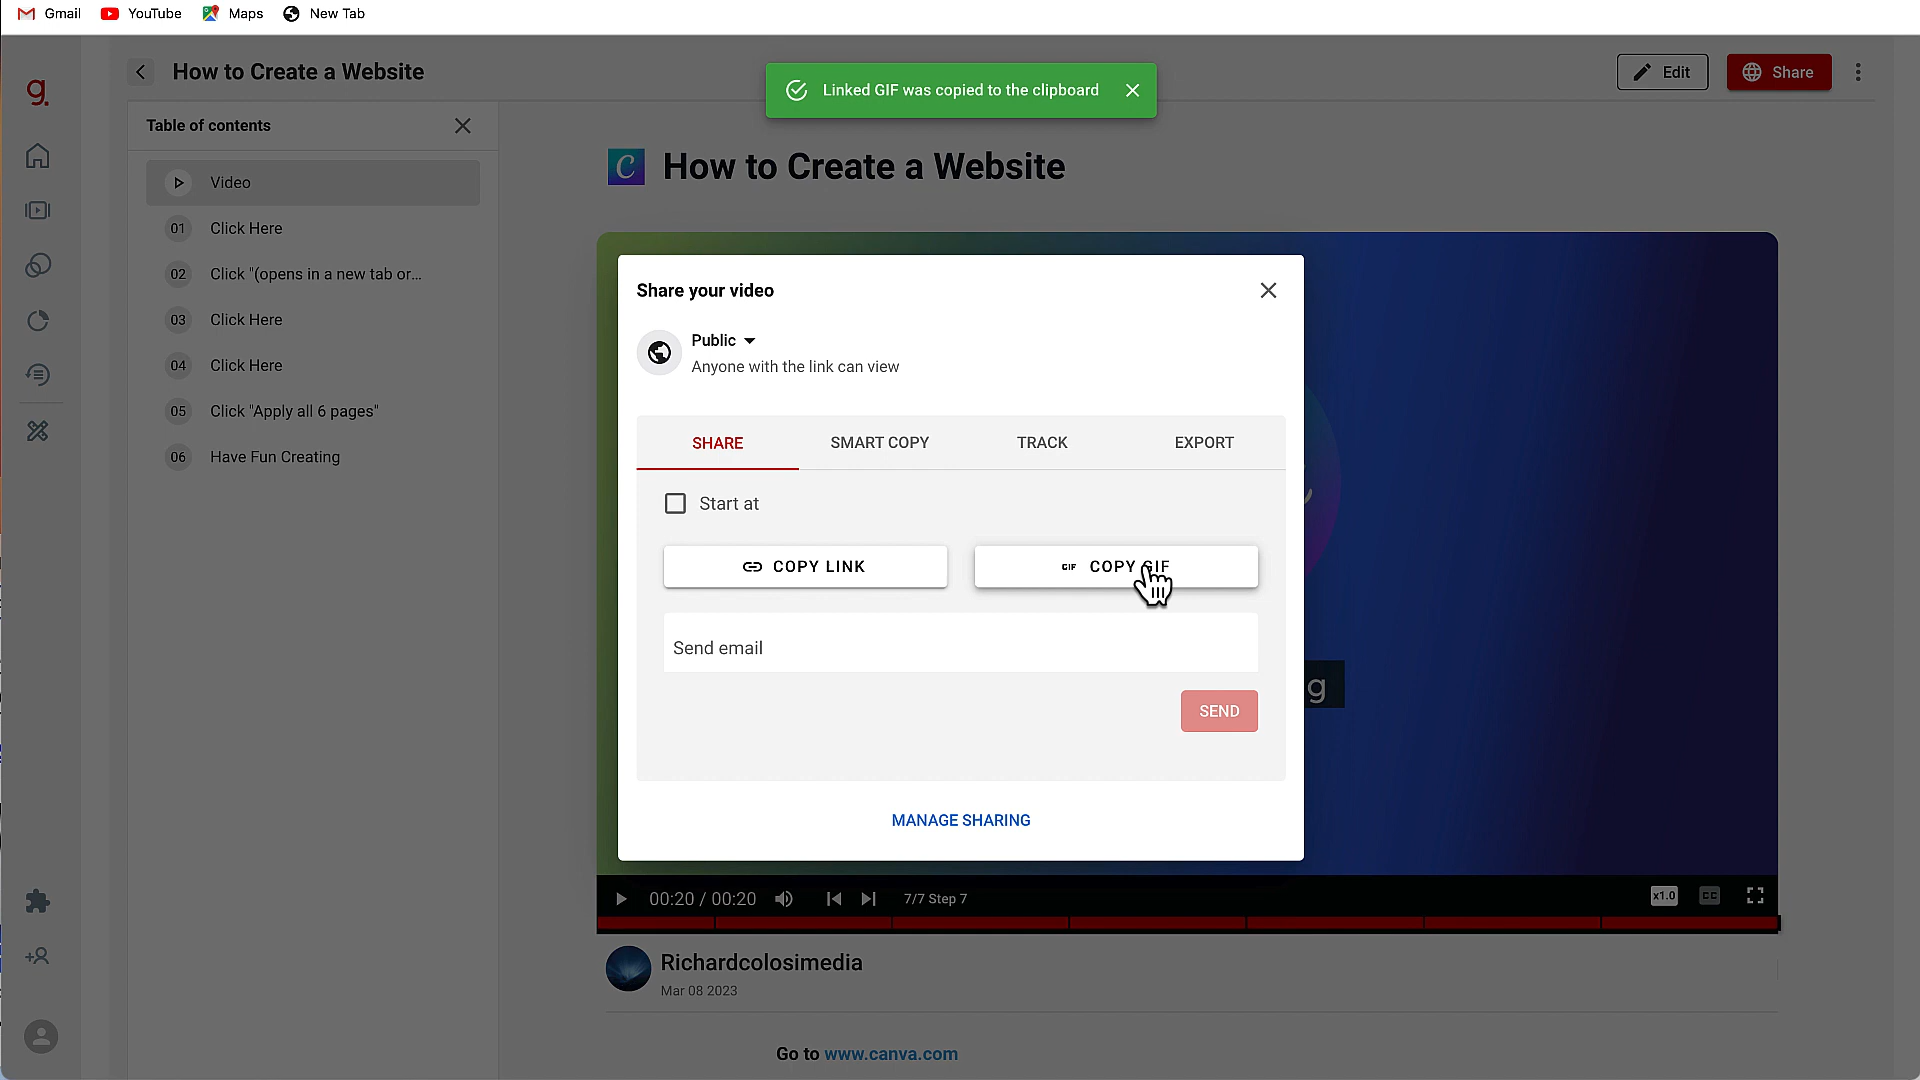 Gmail YouTube Maps New Tab
g.
How to Create a Website
Linked GIF was copied to the clipboard
Edit Share
Table of contents
Video
01 Click Here
02 Click "(opens in a new tab or...
03 Click Here
04 Click Here
05 Click "Apply all 6 pages"
06 Have Fun Creating
C How to Create a Website
Share your video
Public
Anyone with the link can view
SHARE SMART COPY TRACK EXPORT
Start at
COPY LINK GIF COPY GIF
Send email
g
SEND
MANAGE SHARING
00:20 / 00:20 7/7 Step 7 x1.0 CC
Richardcolosimedia
Mar 08 2023
Go to www.canva.com